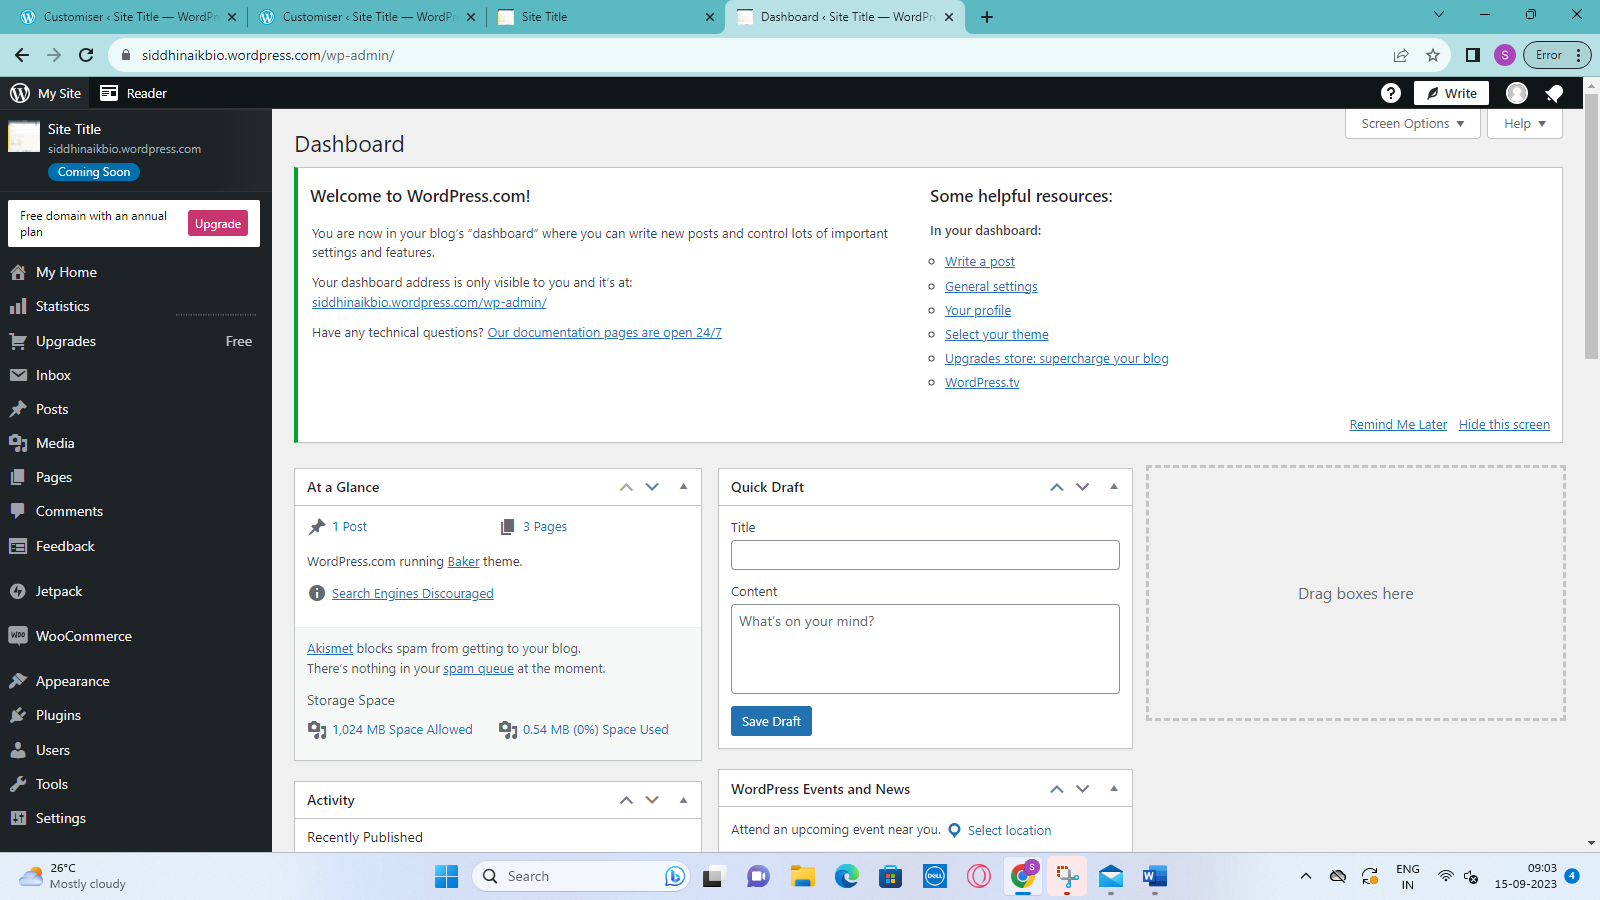 Customiser ‹ Site Title — WordPr
Customiser ‹ Site Title — WordP
Site Title
Dashboard ‹ Site Title — WordPre
siddhinaikbio.wordpress.com/wp-admin/
S
Error
My Site
Reader
Write
Site Title
siddhinaikbio.wordpress.com
Coming Soon
Screen Options
Help
Dashboard
Free domain with an annual
plan
Upgrade
My Home
Statistics
Upgrades
Free
Inbox
Posts
Media
Pages
Comments
Feedback
Jetpack
WooCommerce
Appearance
Plugins
Users
Tools
Settings
Welcome to WordPress.com!
You are now in your blog’s “dashboard” where you can write new posts and control lots of important
settings and features.
Your dashboard address is only visible to you and it’s at:
siddhinaikbio.wordpress.com/wp-admin/
Have any technical questions? Our documentation pages are open 24/7
Some helpful resources:
In your dashboard:
Write a post
General settings
Your profile
Select your theme
Upgrades store: supercharge your blog
WordPress.tv
Remind Me Later
Hide this screen
At a Glance
1 Post
3 Pages
WordPress.com running Baker theme.
Search Engines Discouraged
Akismet blocks spam from getting to your blog.
There’s nothing in your spam queue at the moment.
Storage Space
1,024 MB Space Allowed
0.54 MB (0%) Space Used
Activity
Recently Published
Quick Draft
Title
Content
What’s on your mind?
Save Draft
WordPress Events and News
Attend an upcoming event near you.
Select location
Drag boxes here
26°C
Mostly cloudy
Search
DELL
S
W
ENG
IN
09:03
15-09-2023
4